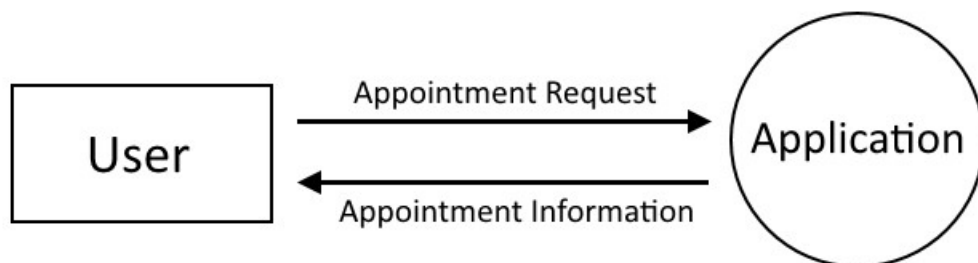 User
Appointment Request
Appointment Information
Application